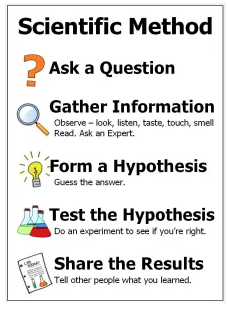 Scientific Method
Ask a Question
Gather Information
Observe – look, listen, taste, touch, smell
Read. Ask an Expert.
Form a Hypothesis
Guess the answer.
Test the Hypothesis
Do an experiment to see if you're right.
Share the Results
Tell other people what you learned.